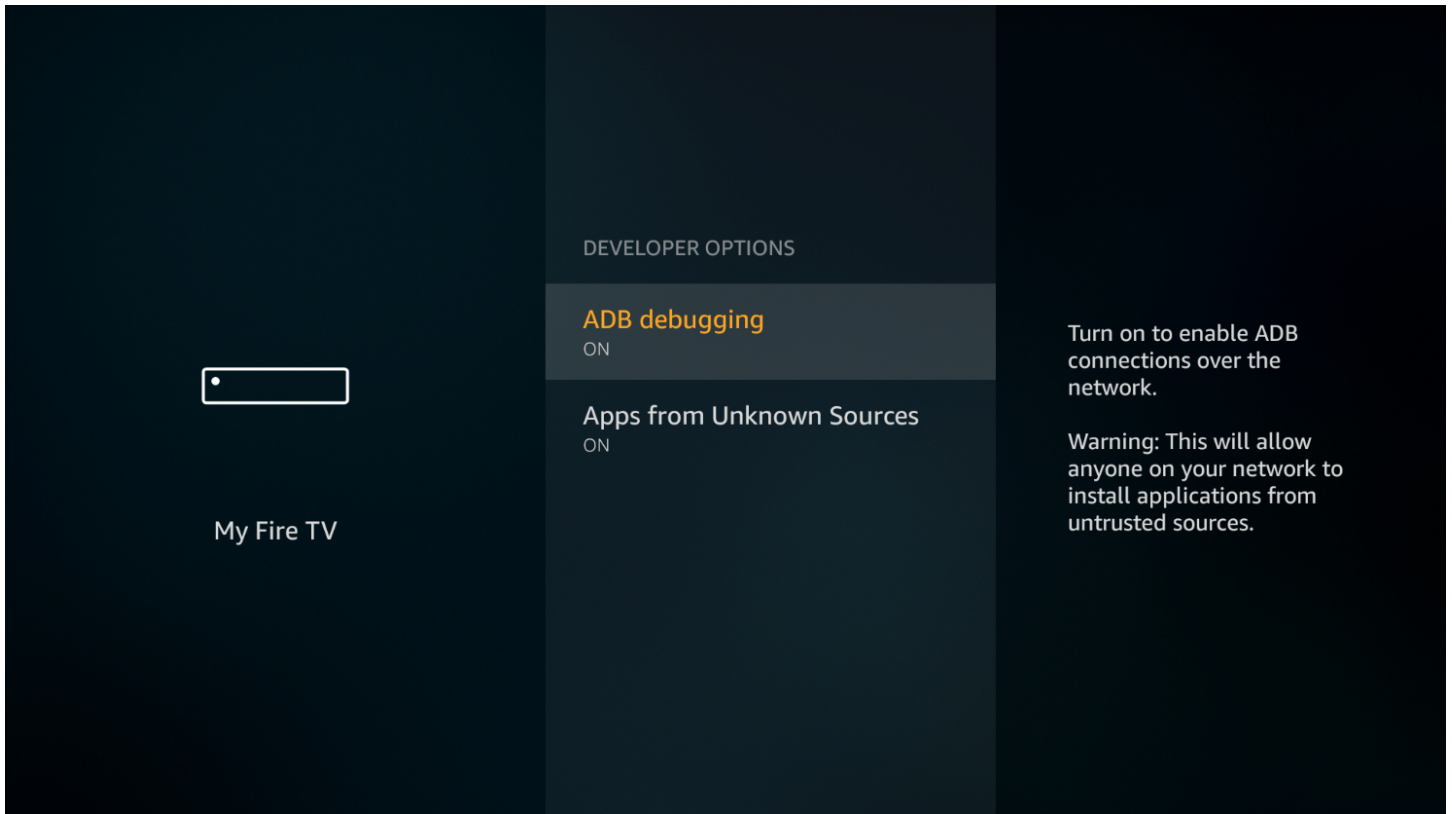 DEVELOPER OPTIONS
ADB debugging
ON
Apps from Unknown Sources
ON
My Fire TV
Turn on to enable ADB
connections over the
network.
Warning: This will allow
anyone on your network to
install applications from
untrusted sources.